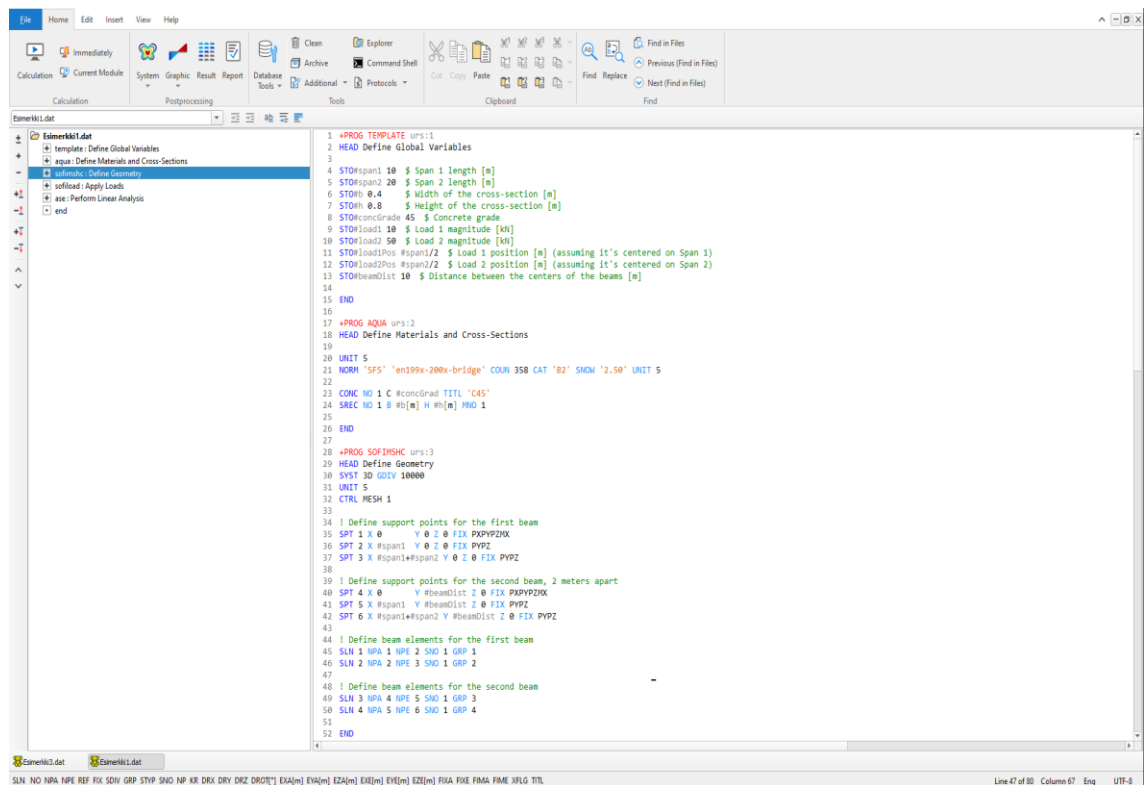 File Home Edit Insert View Help
Calculation
Immediately
Current Module
Calculation
System Graphic Result Report
Postprocessing
Database Tools
Clean
Archive
Additional
Explorer
Command Shell
Protocols
Tools
Cut Copy Paste
Clipboard
Find Replace
Find in Files
Previous (Find in Files)
Next (Find in Files)
Find
Esimerkki1.dat
Esimerkki1.dat
template : Define Global Variables
aqua : Define Materials and Cross-Sections
sofimshc : Define Geometry
sofiload : Apply Loads
ase : Perform Linear Analysis
end
1 +PROG TEMPLATE urs:1
2 HEAD Define Global Variables
3
4 STO#span1 10 $ Span 1 length [m]
5 STO#span2 20 $ Span 2 length [m]
6 STO#b 0.4 $ Width of the cross-section [m]
7 STO#h 0.8 $ Height of the cross-section [m]
8 STO#concGrade 45 $ Concrete grade
9 STO#load1 10 $ Load 1 magnitude [kN]
10 STO#load2 50 $ Load 2 magnitude [kN]
11 STO#load1Pos #span1/2 $ Load 1 position [m] (assuming it's centered on Span 1)
12 STO#load2Pos #span2/2 $ Load 2 position [m] (assuming it's centered on Span 2)
13 STO#beamDist 10 $ Distance between the centers of the beams [m]
14
15 END
16
17 +PROG AQUA urs:2
18 HEAD Define Materials and Cross-Sections
19
20 UNIT 5
21 NORM 'SFS' 'en199x-200x-bridge' COUN 358 CAT 'B2' SNOW '2.50' UNIT 5
22
23 CONC NO 1 C #concGrad TITL 'C45'
24 SREC NO 1 B #b[m] H #h[m] MNO 1
25
26 END
27
28 +PROG SOFIMSHC urs:3
29 HEAD Define Geometry
30 SYST 3D GDIV 10000
31 UNIT 5
32 CTRL MESH 1
33
34 ! Define support points for the first beam
35 SPT 1 X 0 Y 0 Z 0 FIX PXPYPZMX
36 SPT 2 X #span1 Y 0 Z 0 FIX PYPZ
37 SPT 3 X #span1+#span2 Y 0 Z 0 FIX PYPZ
38
39 ! Define support points for the second beam, 2 meters apart
40 SPT 4 X 0 Y #beamDist Z 0 FIX PXPYPZMX
41 SPT 5 X #span1 Y #beamDist Z 0 FIX PYPZ
42 SPT 6 X #span1+#span2 Y #beamDist Z 0 FIX PYPZ
43
44 ! Define beam elements for the first beam
45 SLN 1 NPA 1 NPE 2 SNO 1 GRP 1
46 SLN 2 NPA 2 NPE 3 SNO 1 GRP 2
47
48 ! Define beam elements for the second beam
49 SLN 3 NPA 4 NPE 5 SNO 1 GRP 3
50 SLN 4 NPA 5 NPE 6 SNO 1 GRP 4
51
52 END
Esimerkki3.dat Esimerkki1.dat
SLN NO NPA NPE REF FIX SDIV GRP STYP SNO NP KR DRX DRY DRZ DROT[°] EXA[m] EYA[m] EZA[m] EXE[m] EYE[m] EZE[m] FIXA FIXE FIMA FIME XFLG TITL
Line 47 of 80 Column 67 Eng UTF-8